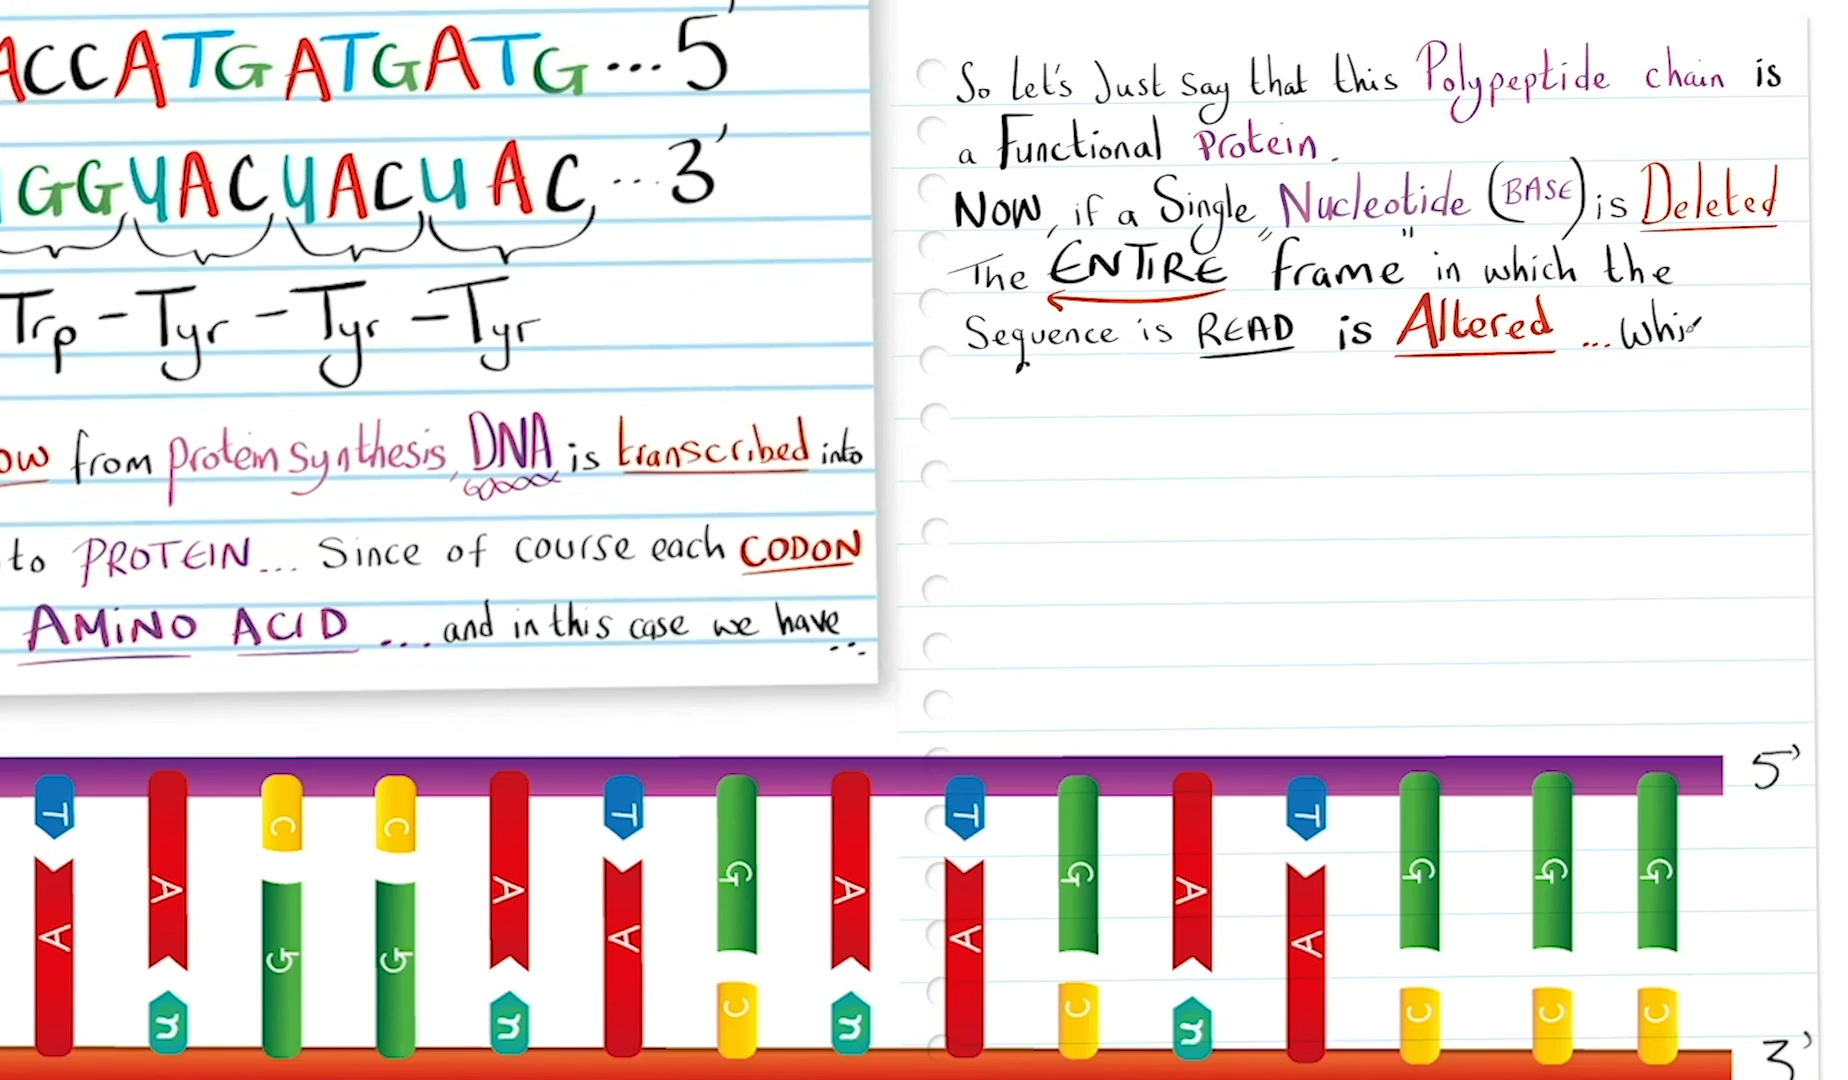 ACCATGATGATG...5'
GGUACUACUAC...3'
Trp-Tyr-Tyr-Tyr
ow from protein synthesis, DNA is transcribed into
to PROTEIN... Since of course each CODON
AMINO ACID ... and in this case we have
...
So Let's Just say that this Polypeptide chain is
a Functional Protein.
Now, if a Single Nucleotide (BASE) is Deleted
The ENTIRE "frame" in which the
Sequence is READ is Altered ... whi
5'
T A C C A T G A T G A T G G G
A U G G U A C U A C U A C C C
3'